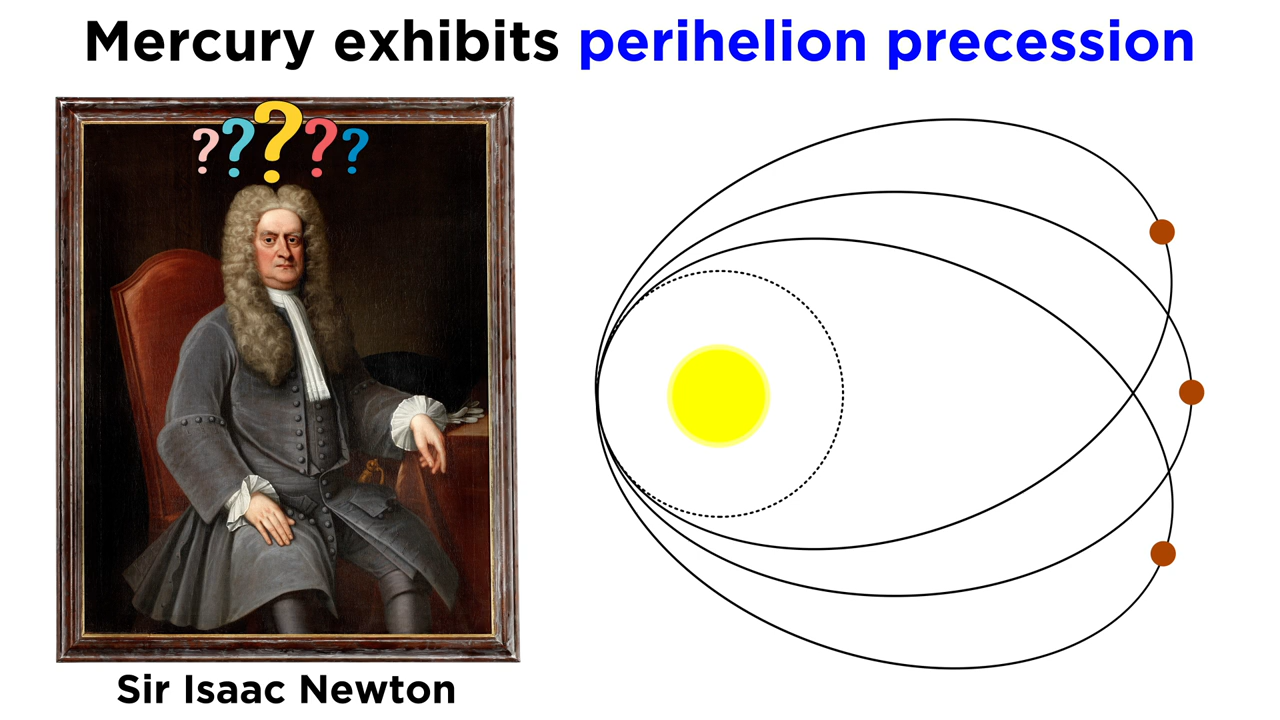 Mercury exhibits perihelion precession
? ? ? ? ?
Sir Isaac Newton